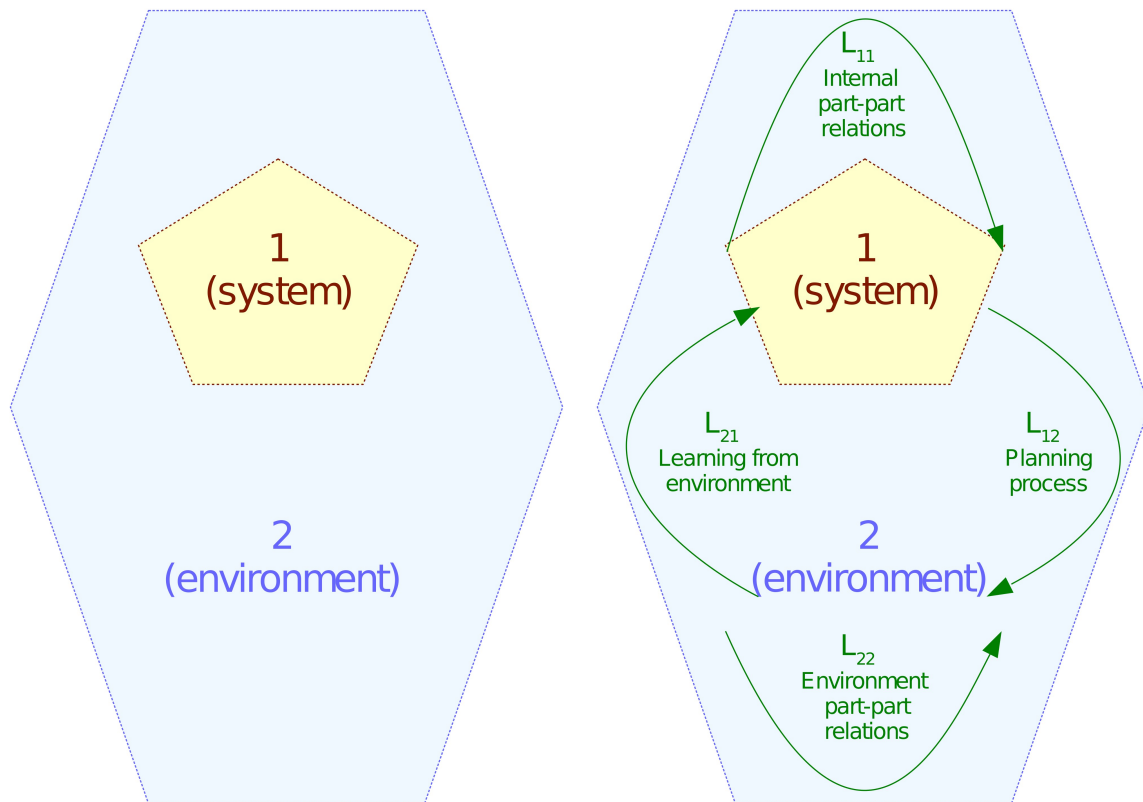 1
(system)
2
(environment)
L11
Internal
part-part
relations
1
(system)
L21
Learning from
environment
L12
Planning
process
2
(environment)
L22
Environment
part-part
relations